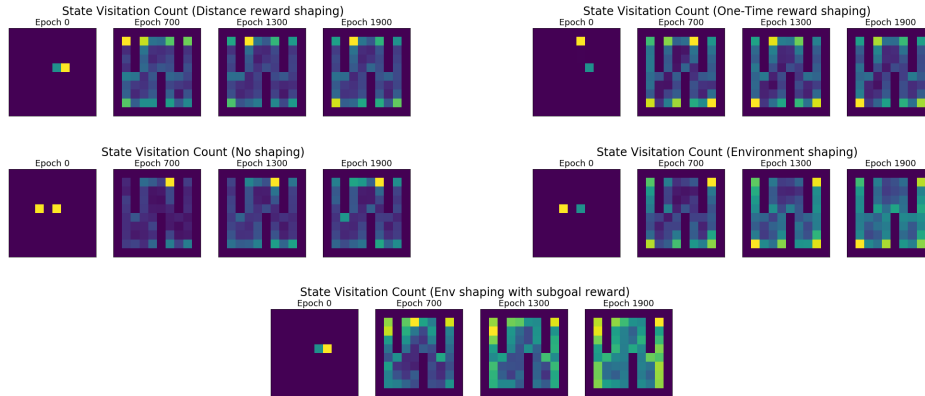 State Visitation Count (Distance reward shaping)
Epoch 0
Epoch 700
Epoch 1300
Epoch 1900
State Visitation Count (One-Time reward shaping)
Epoch 0
Epoch 700
Epoch 1300
Epoch 1900
State Visitation Count (No shaping)
Epoch 0
Epoch 700
Epoch 1300
Epoch 1900
State Visitation Count (Environment shaping)
Epoch 0
Epoch 700
Epoch 1300
Epoch 1900
State Visitation Count (Env shaping with subgoal reward)
Epoch 0
Epoch 700
Epoch 1300
Epoch 1900